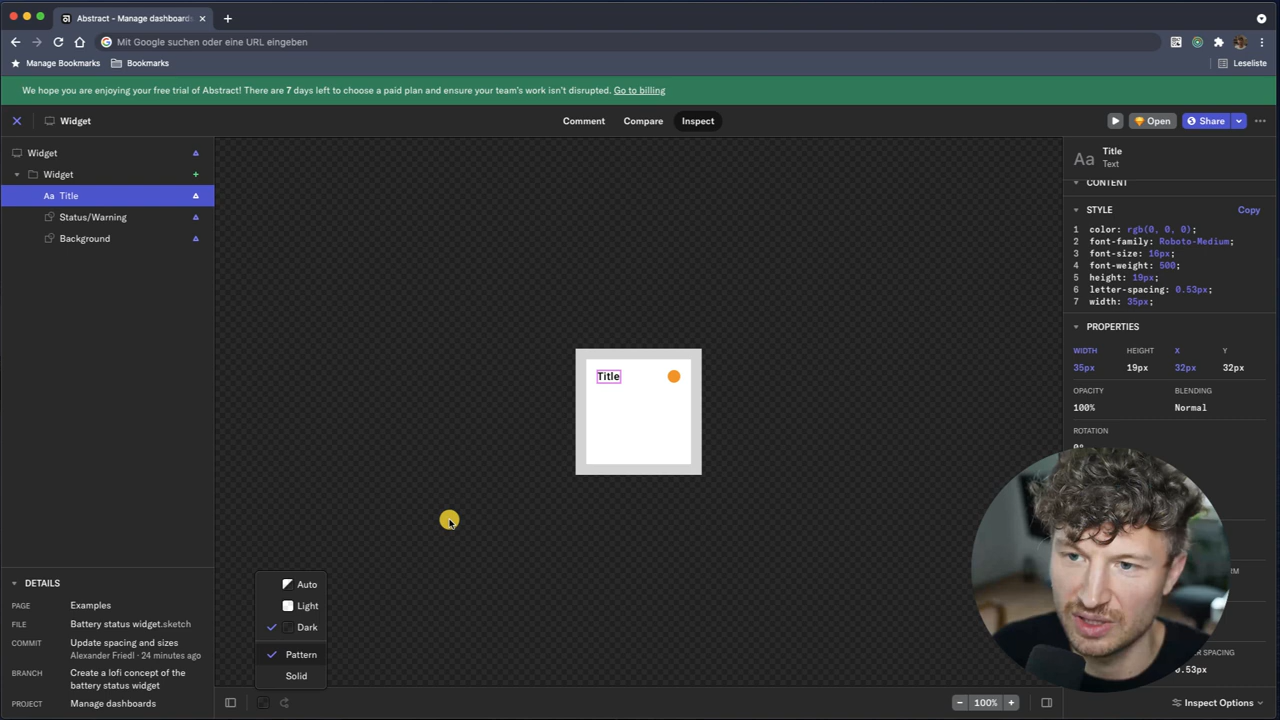 Abstract - Manage dashboards
Mit Google suchen oder eine URL eingeben
Manage Bookmarks
Bookmarks
Leseliste
We hope you are enjoying your free trial of Abstract! There are 7 days left to choose a paid plan and ensure your team's work isn't disrupted. Go to billing
Widget
Comment
Compare
Inspect
Open
Share
Widget
Widget
Aa Title
Status/Warning
Background
Title
Aa
Title
Text
CONTENT
STYLE
Copy
1 color: rgb(0, 0, 0);
2 font-family: Roboto-Medium;
3 font-size: 16px;
4 font-weight: 500;
5 height: 19px;
6 letter-spacing: 0.53px;
7 width: 35px;
PROPERTIES
WIDTH HEIGHT X Y
35px 19px 32px 32px
OPACITY BLENDING
100% Normal
ROTATION
0°
SPACING
0.53px
DETAILS
PAGE Examples
FILE Battery status widget.sketch
COMMIT Update spacing and sizes
Alexander Friedl · 24 minutes ago
BRANCH Create a lofi concept of the
battery status widget
PROJECT Manage dashboards
Auto
Light
Dark
Pattern
Solid
100%
Inspect Options